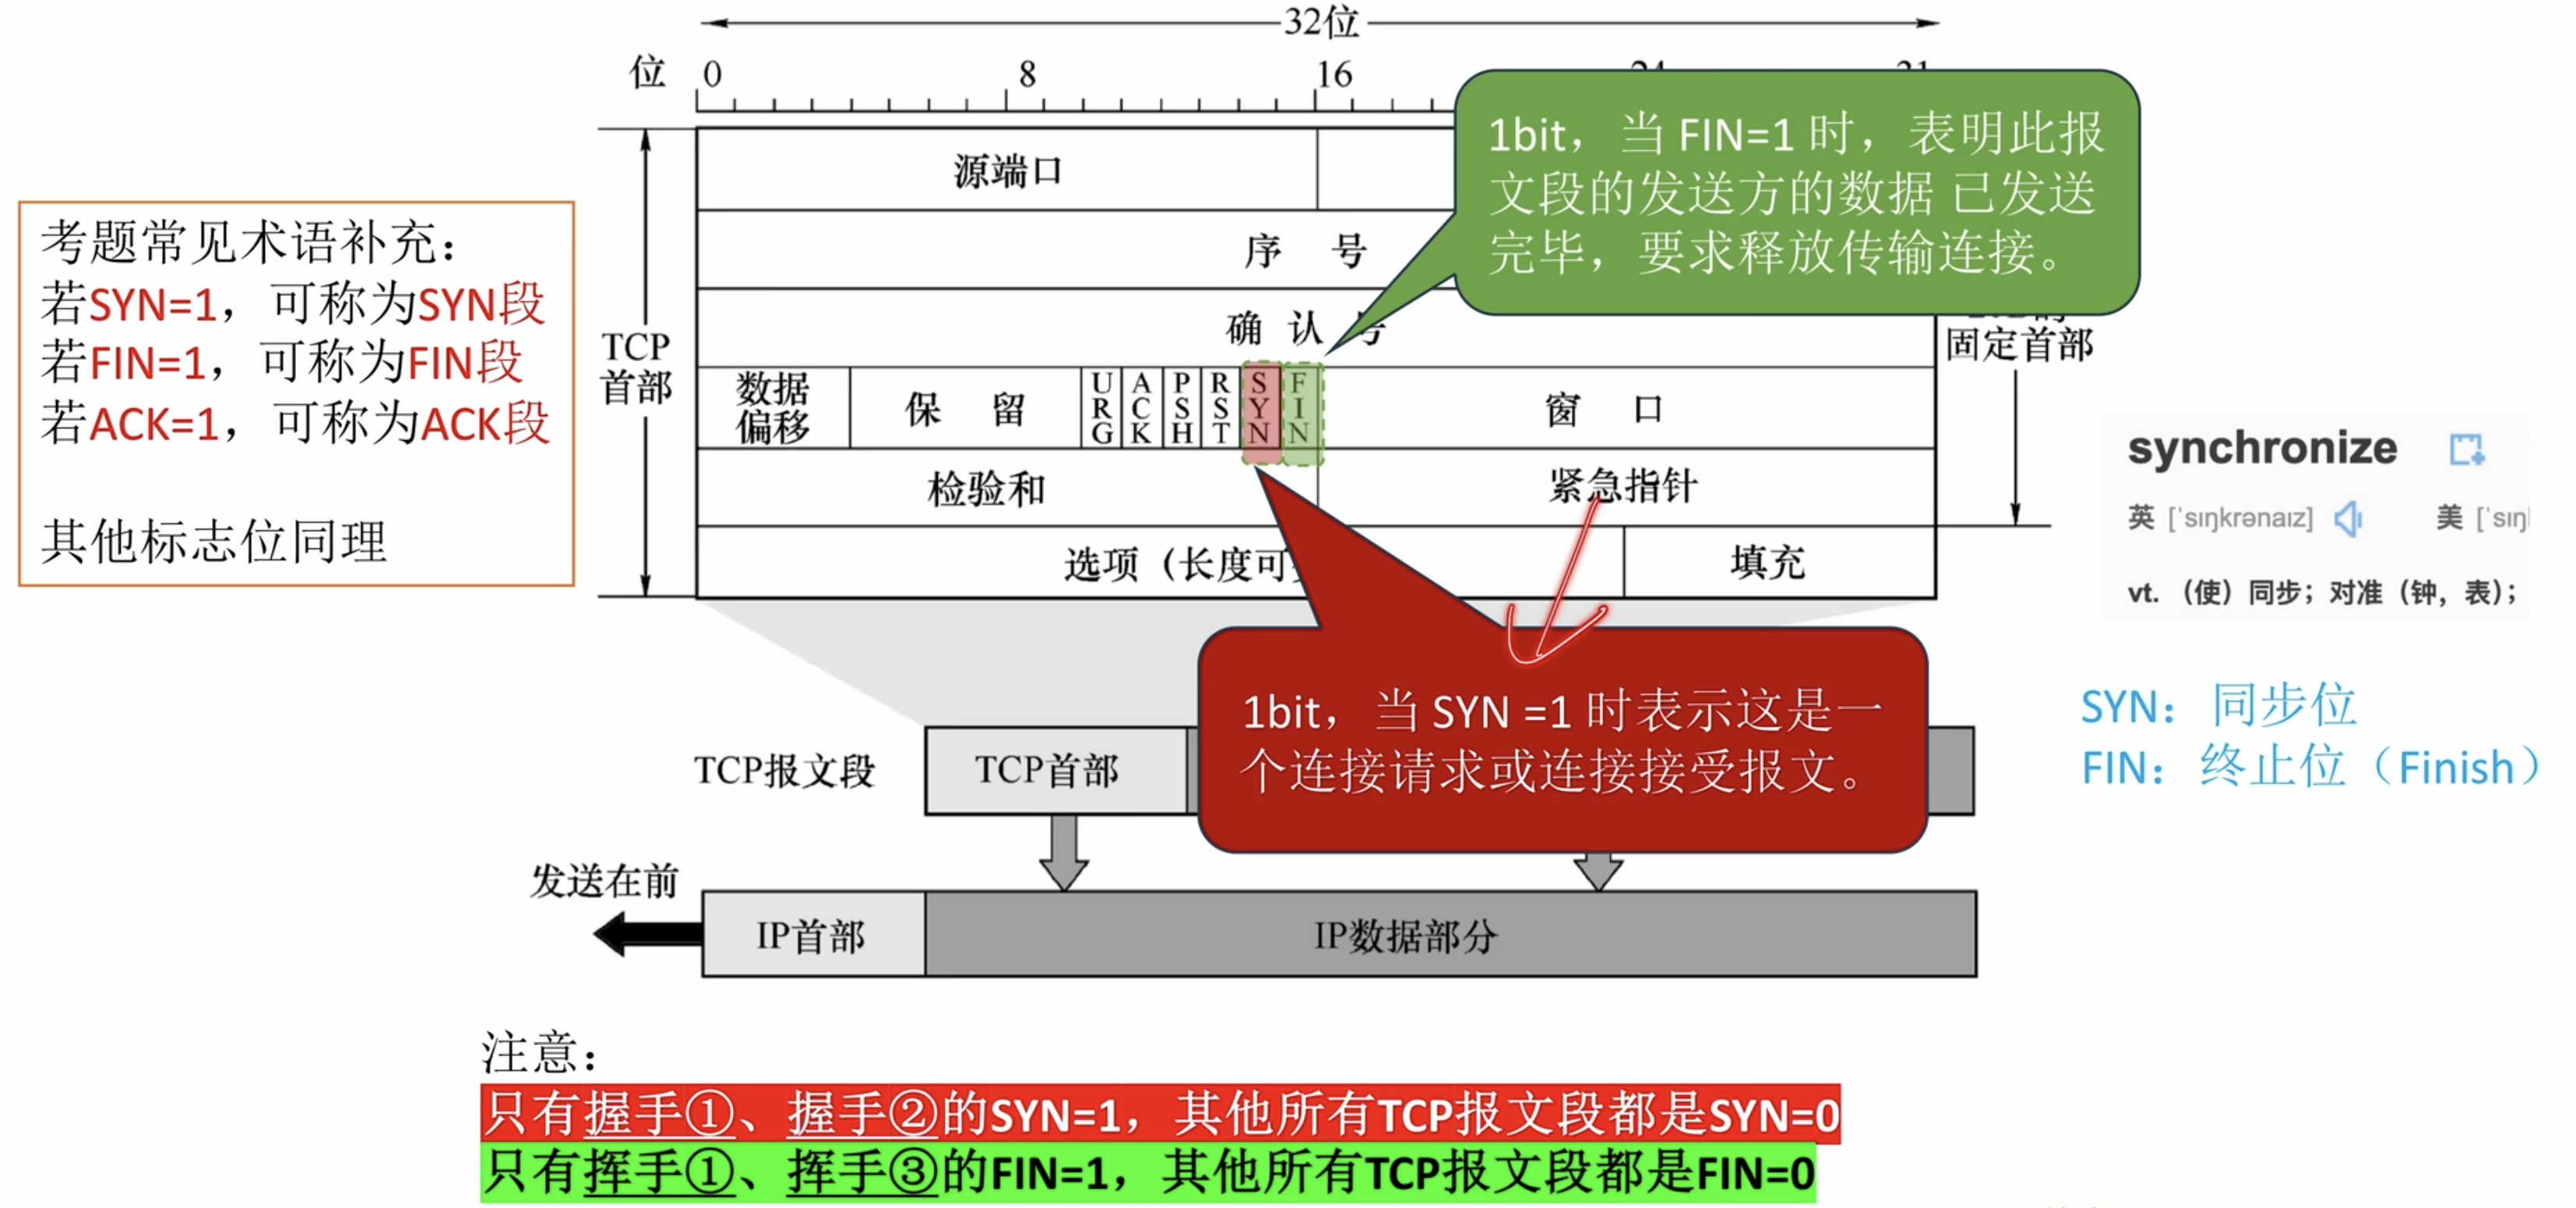 32位
位 0 8 16
源端口
序 号
确 认 号
TCP
首部
数据
偏移
保 留
URG
ACK
PSH
RST
SYN
FIN
窗 口
检验和
紧急指针
选项（长度可
填充
固定首部
1bit，当 FIN=1 时，表明此报
文段的发送方的数据 已发送
完毕，要求释放传输连接。
考题常见术语补充：
若SYN=1，可称为SYN段
若FIN=1，可称为FIN段
若ACK=1，可称为ACK段
其他标志位同理
synchronize
英 [ˈsɪŋkrənaɪz] 美 [ˈsɪŋ
vt. （使）同步；对准（钟，表）；
SYN：同步位
FIN：终止位（Finish）
1bit，当 SYN =1 时表示这是一
个连接请求或连接接受报文。
TCP报文段
TCP首部
发送在前
IP首部
IP数据部分
注意：
只有握手①、握手②的SYN=1，其他所有TCP报文段都是SYN=0
只有挥手①、挥手③的FIN=1，其他所有TCP报文段都是FIN=0